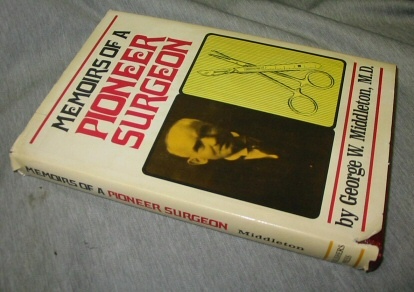 MEMOIRS OF A
PIONEER
SURGEON
by George W. Middleton, M.D.
MEMOIRS OF A PIONEER SURGEON Middleton